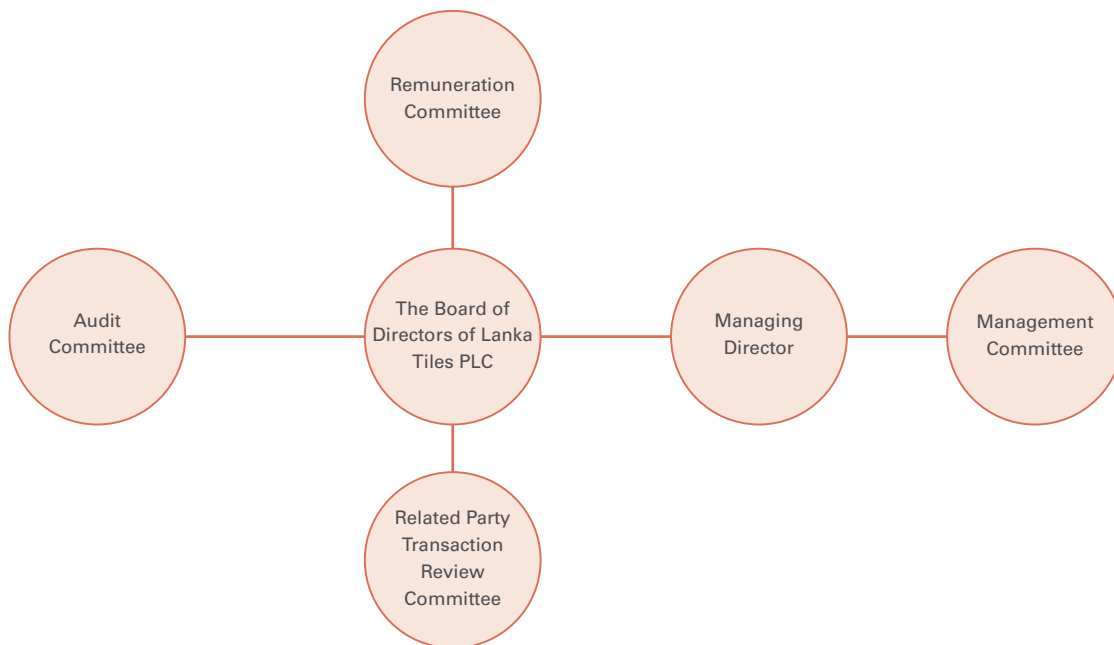 Remuneration
Committee
Audit
Committee
The Board of
Directors of Lanka
Tiles PLC
Managing
Director
Management
Committee
Related Party
Transaction
Review
Committee